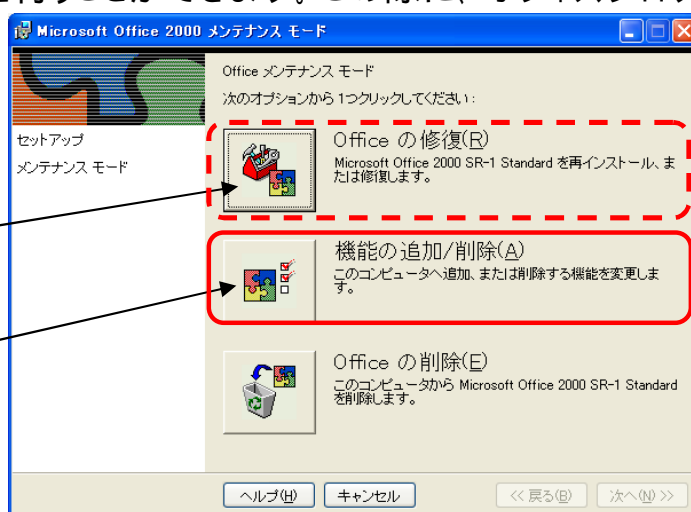 Microsoft Office 2000 メンテナンス モード
Office メンテナンス モード
次のオプションから 1つクリックしてください:
セットアップ
メンテナンス モード
Office の修復(R)
Microsoft Office 2000 SR-1 Standard を再インストール、ま
たは修復します。
機能の追加/削除(A)
このコンピュータへ追加、または削除する機能を変更しま
す。
Office の削除(E)
このコンピュータから Microsoft Office 2000 SR-1 Standard
を削除します。
ヘルプ(H)
キャンセル
<< 戻る(B)
次へ(N) >>